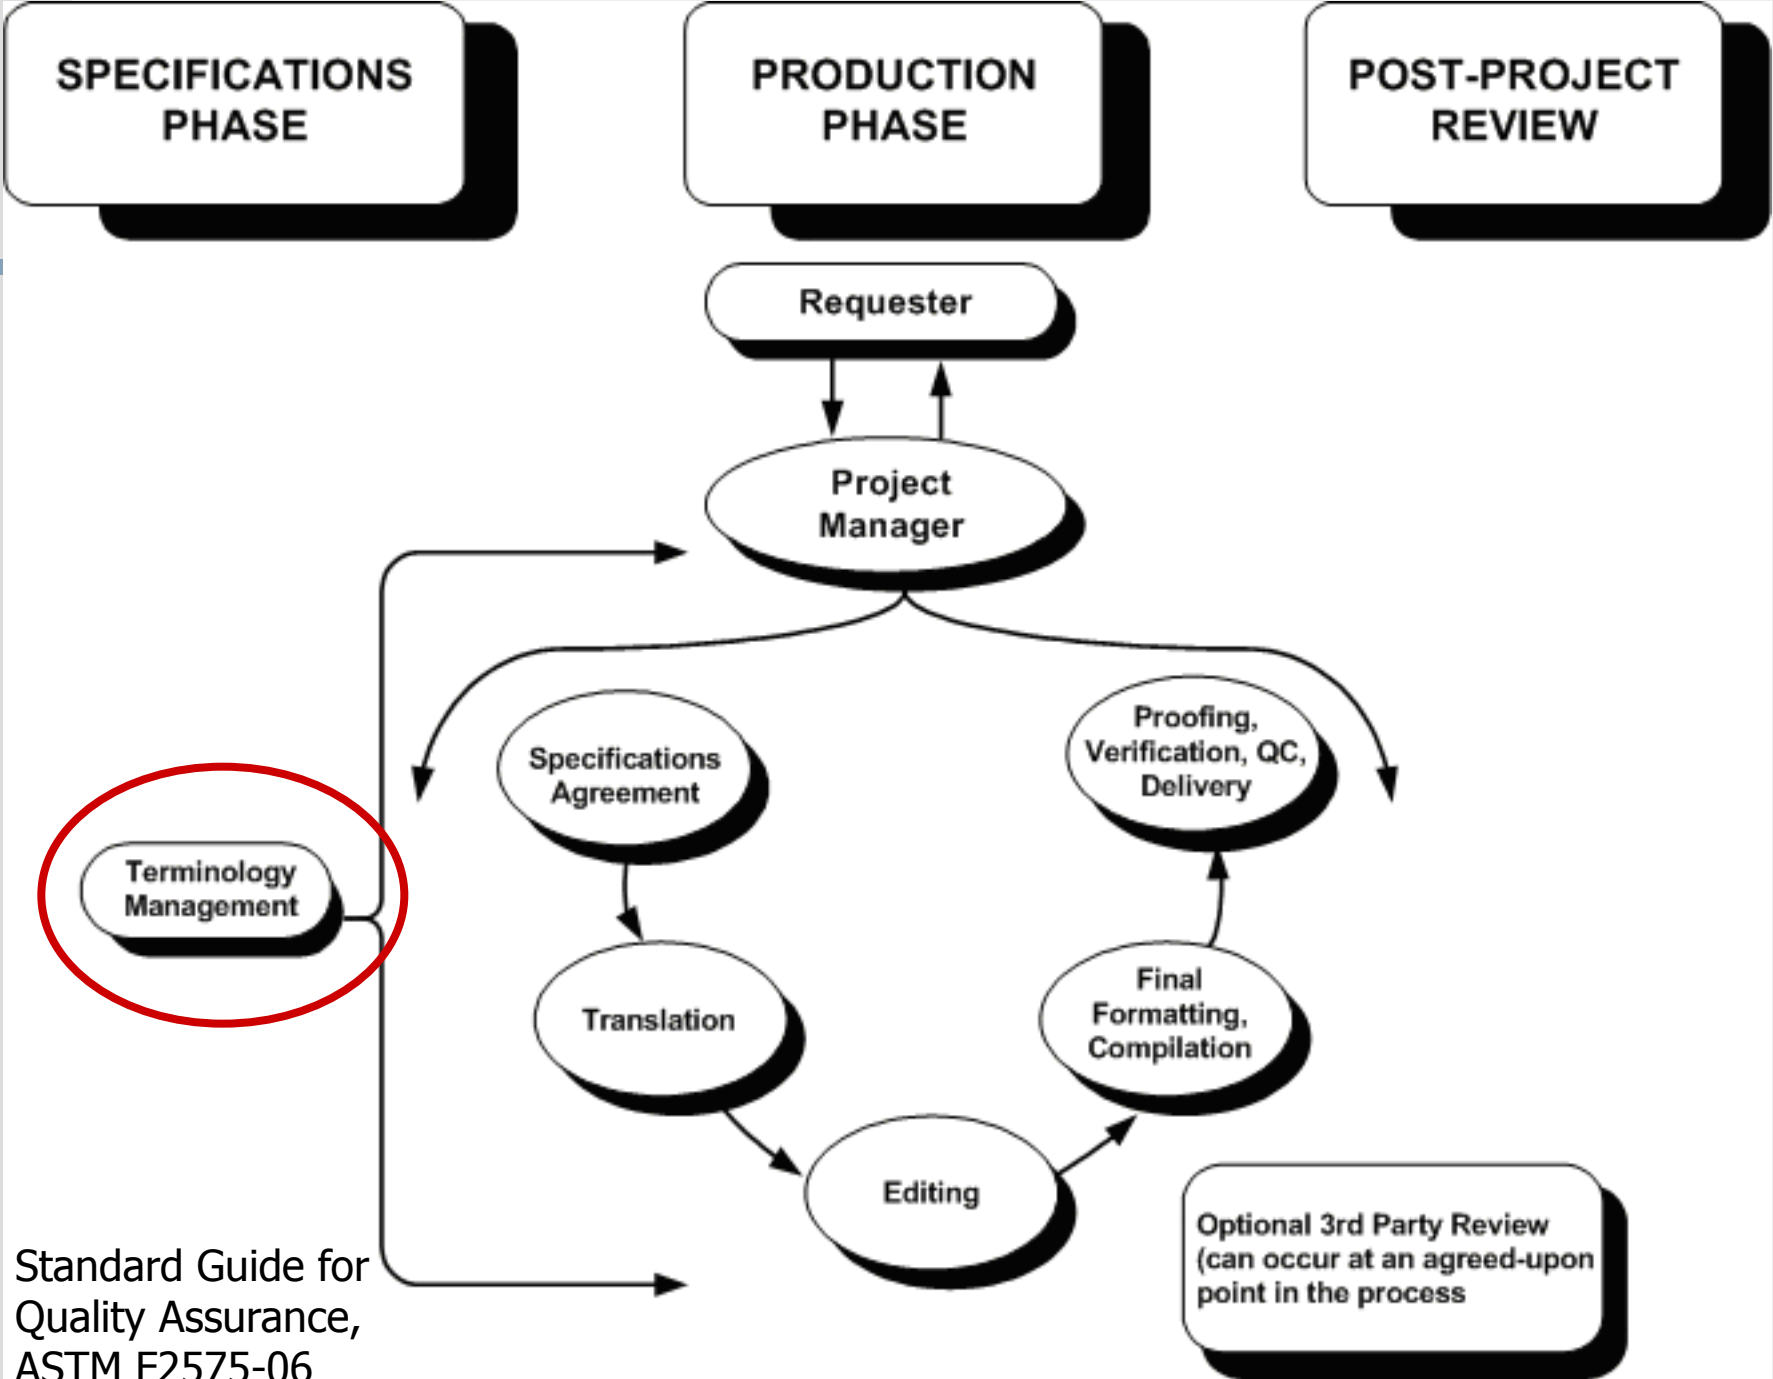 SPECIFICATIONS
PHASE
PRODUCTION
PHASE
POST-PROJECT
REVIEW
Requester
Project
Manager
Specifications
Agreement
Proofing,
Verification, QC,
Delivery
Terminology
Management
Translation
Final
Formatting,
Compilation
Editing
Optional 3rd Party Review
(can occur at an agreed-upon
point in the process
Standard Guide for
Quality Assurance,
ASTM F2575-06